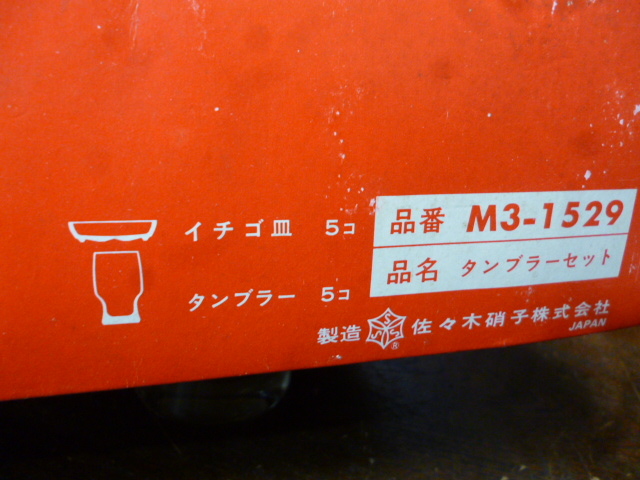 イチゴ皿 5コ
タンブラー 5コ
品番 M3-1529
品名 タンブラーセット
製造 SSS ® 佐々木硝子株式会社
JAPAN